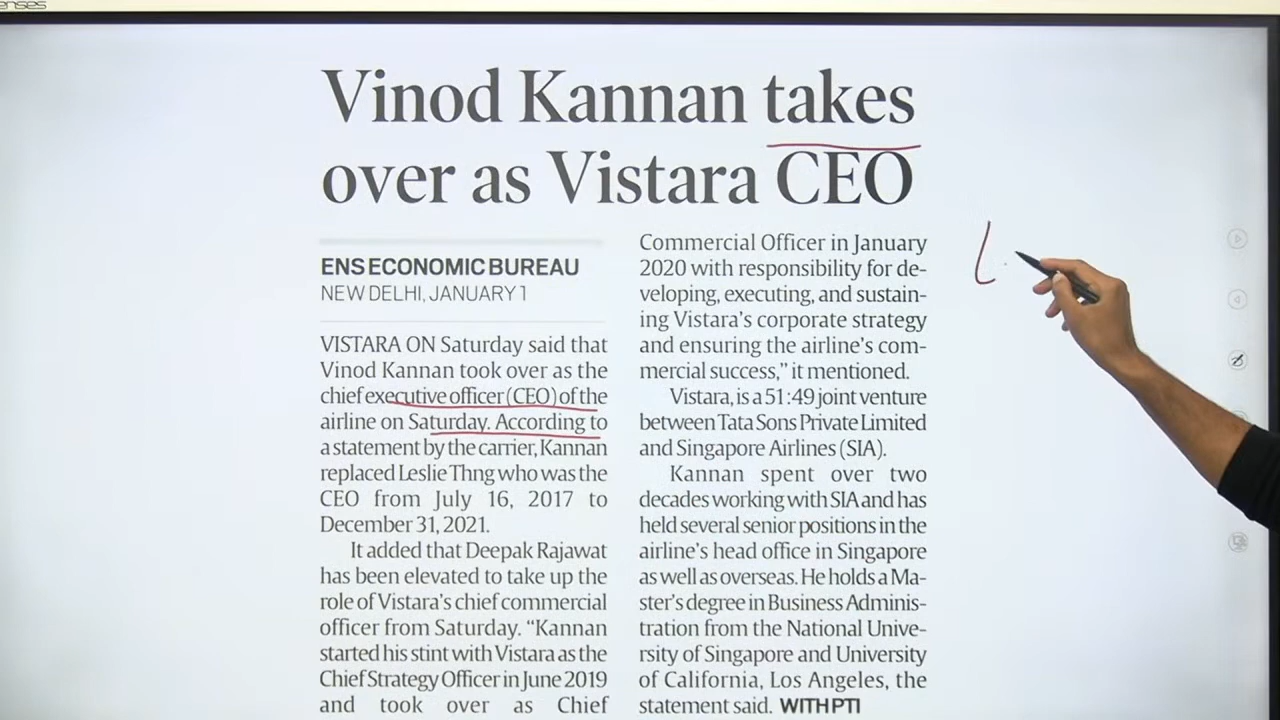 enses
Vinod Kannan takes
over as Vistara CEO
ENS ECONOMIC BUREAU
NEW DELHI, JANUARY 1
VISTARA ON Saturday said that
Vinod Kannan took over as the
chief executive officer (CEO) of the
airline on Saturday. According to
a statement by the carrier, Kannan
replaced Leslie Thng who was the
CEO from July 16, 2017 to
December 31, 2021.
It added that Deepak Rajawat
has been elevated to take up the
role of Vistara's chief commercial
officer from Saturday. “Kannan
started his stint with Vistara as the
Chief Strategy Officer in June 2019
and took over as Chief
Commercial Officer in January
2020 with responsibility for de-
veloping, executing, and sustain-
ing Vistara's corporate strategy
and ensuring the airline's com-
mercial success,” it mentioned.
Vistara, is a 51:49 joint venture
between Tata Sons Private Limited
and Singapore Airlines (SIA).
Kannan spent over two
decades working with SIA and has
held several senior positions in the
airline's head office in Singapore
as well as overseas. He holds a Ma-
ster's degree in Business Adminis-
tration from the National Unive-
rsity of Singapore and University
of California, Los Angeles, the
statement said. WITH PTI